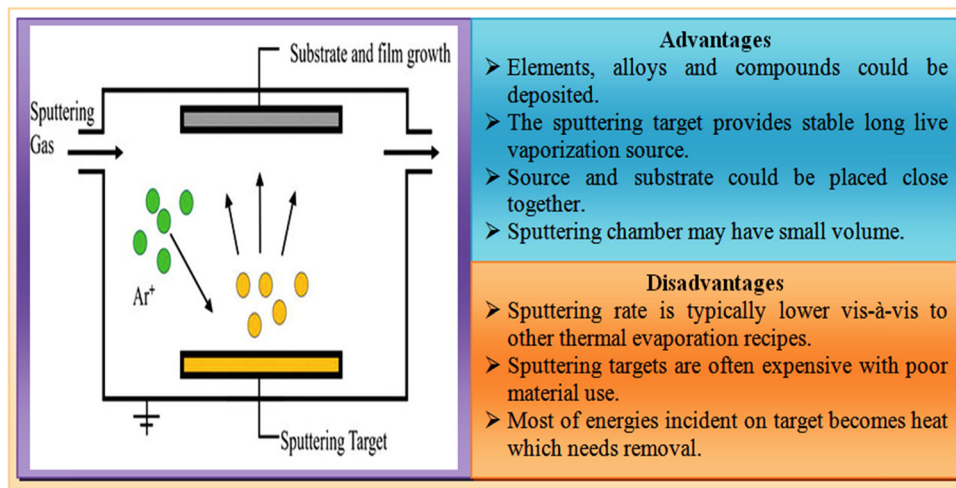 Substrate and film growth
Sputtering
Gas
Ar+
Sputtering Target
Advantages
➢ Elements, alloys and compounds could be
deposited.
➢ The sputtering target provides stable long live
vaporization source.
➢ Source and substrate could be placed close
together.
➢ Sputtering chamber may have small volume.
Disadvantages
➢ Sputtering rate is typically lower vis-à-vis to
other thermal evaporation recipes.
➢ Sputtering targets are often expensive with poor
material use.
➢ Most of energies incident on target becomes heat
which needs removal.